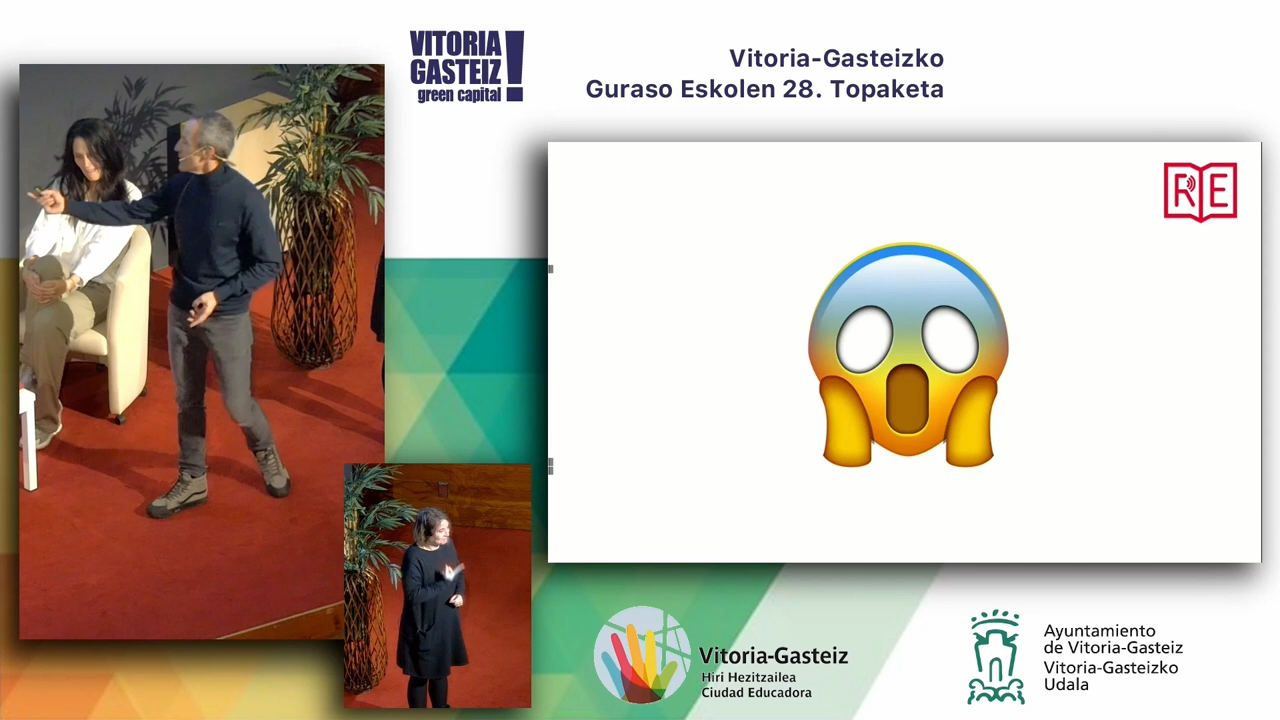 VITORIA
GASTEIZ!
green capital
Vitoria-Gasteizko
Guraso Eskolen 28. Topaketa
RE
Vitoria-Gasteiz
Hiri Hezitzailea
Ciudad Educadora
Ayuntamiento
de Vitoria-Gasteiz
Vitoria-Gasteizko
Udala